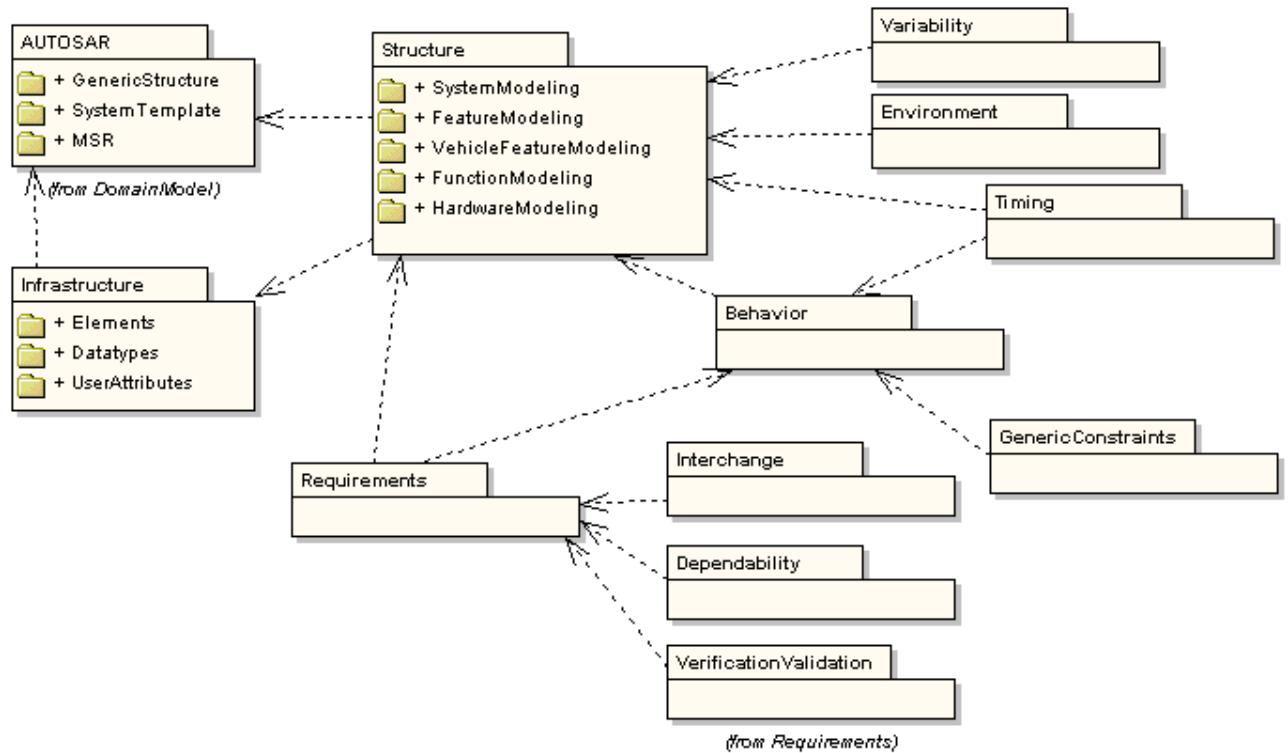 AUTOSAR
+ GenericStructure
+ SystemTemplate
+ MSR
(from DomainModel)
Structure
+ SystemModeling
+ FeatureModeling
+ VehicleFeatureModeling
+ FunctionModeling
+ HardwareModeling
Variability
Environment
Timing
Infrastructure
+ Elements
+ Datatypes
+ UserAttributes
Behavior
GenericConstraints
Requirements
Interchange
Dependability
VerificationValidation
(from Requirements)